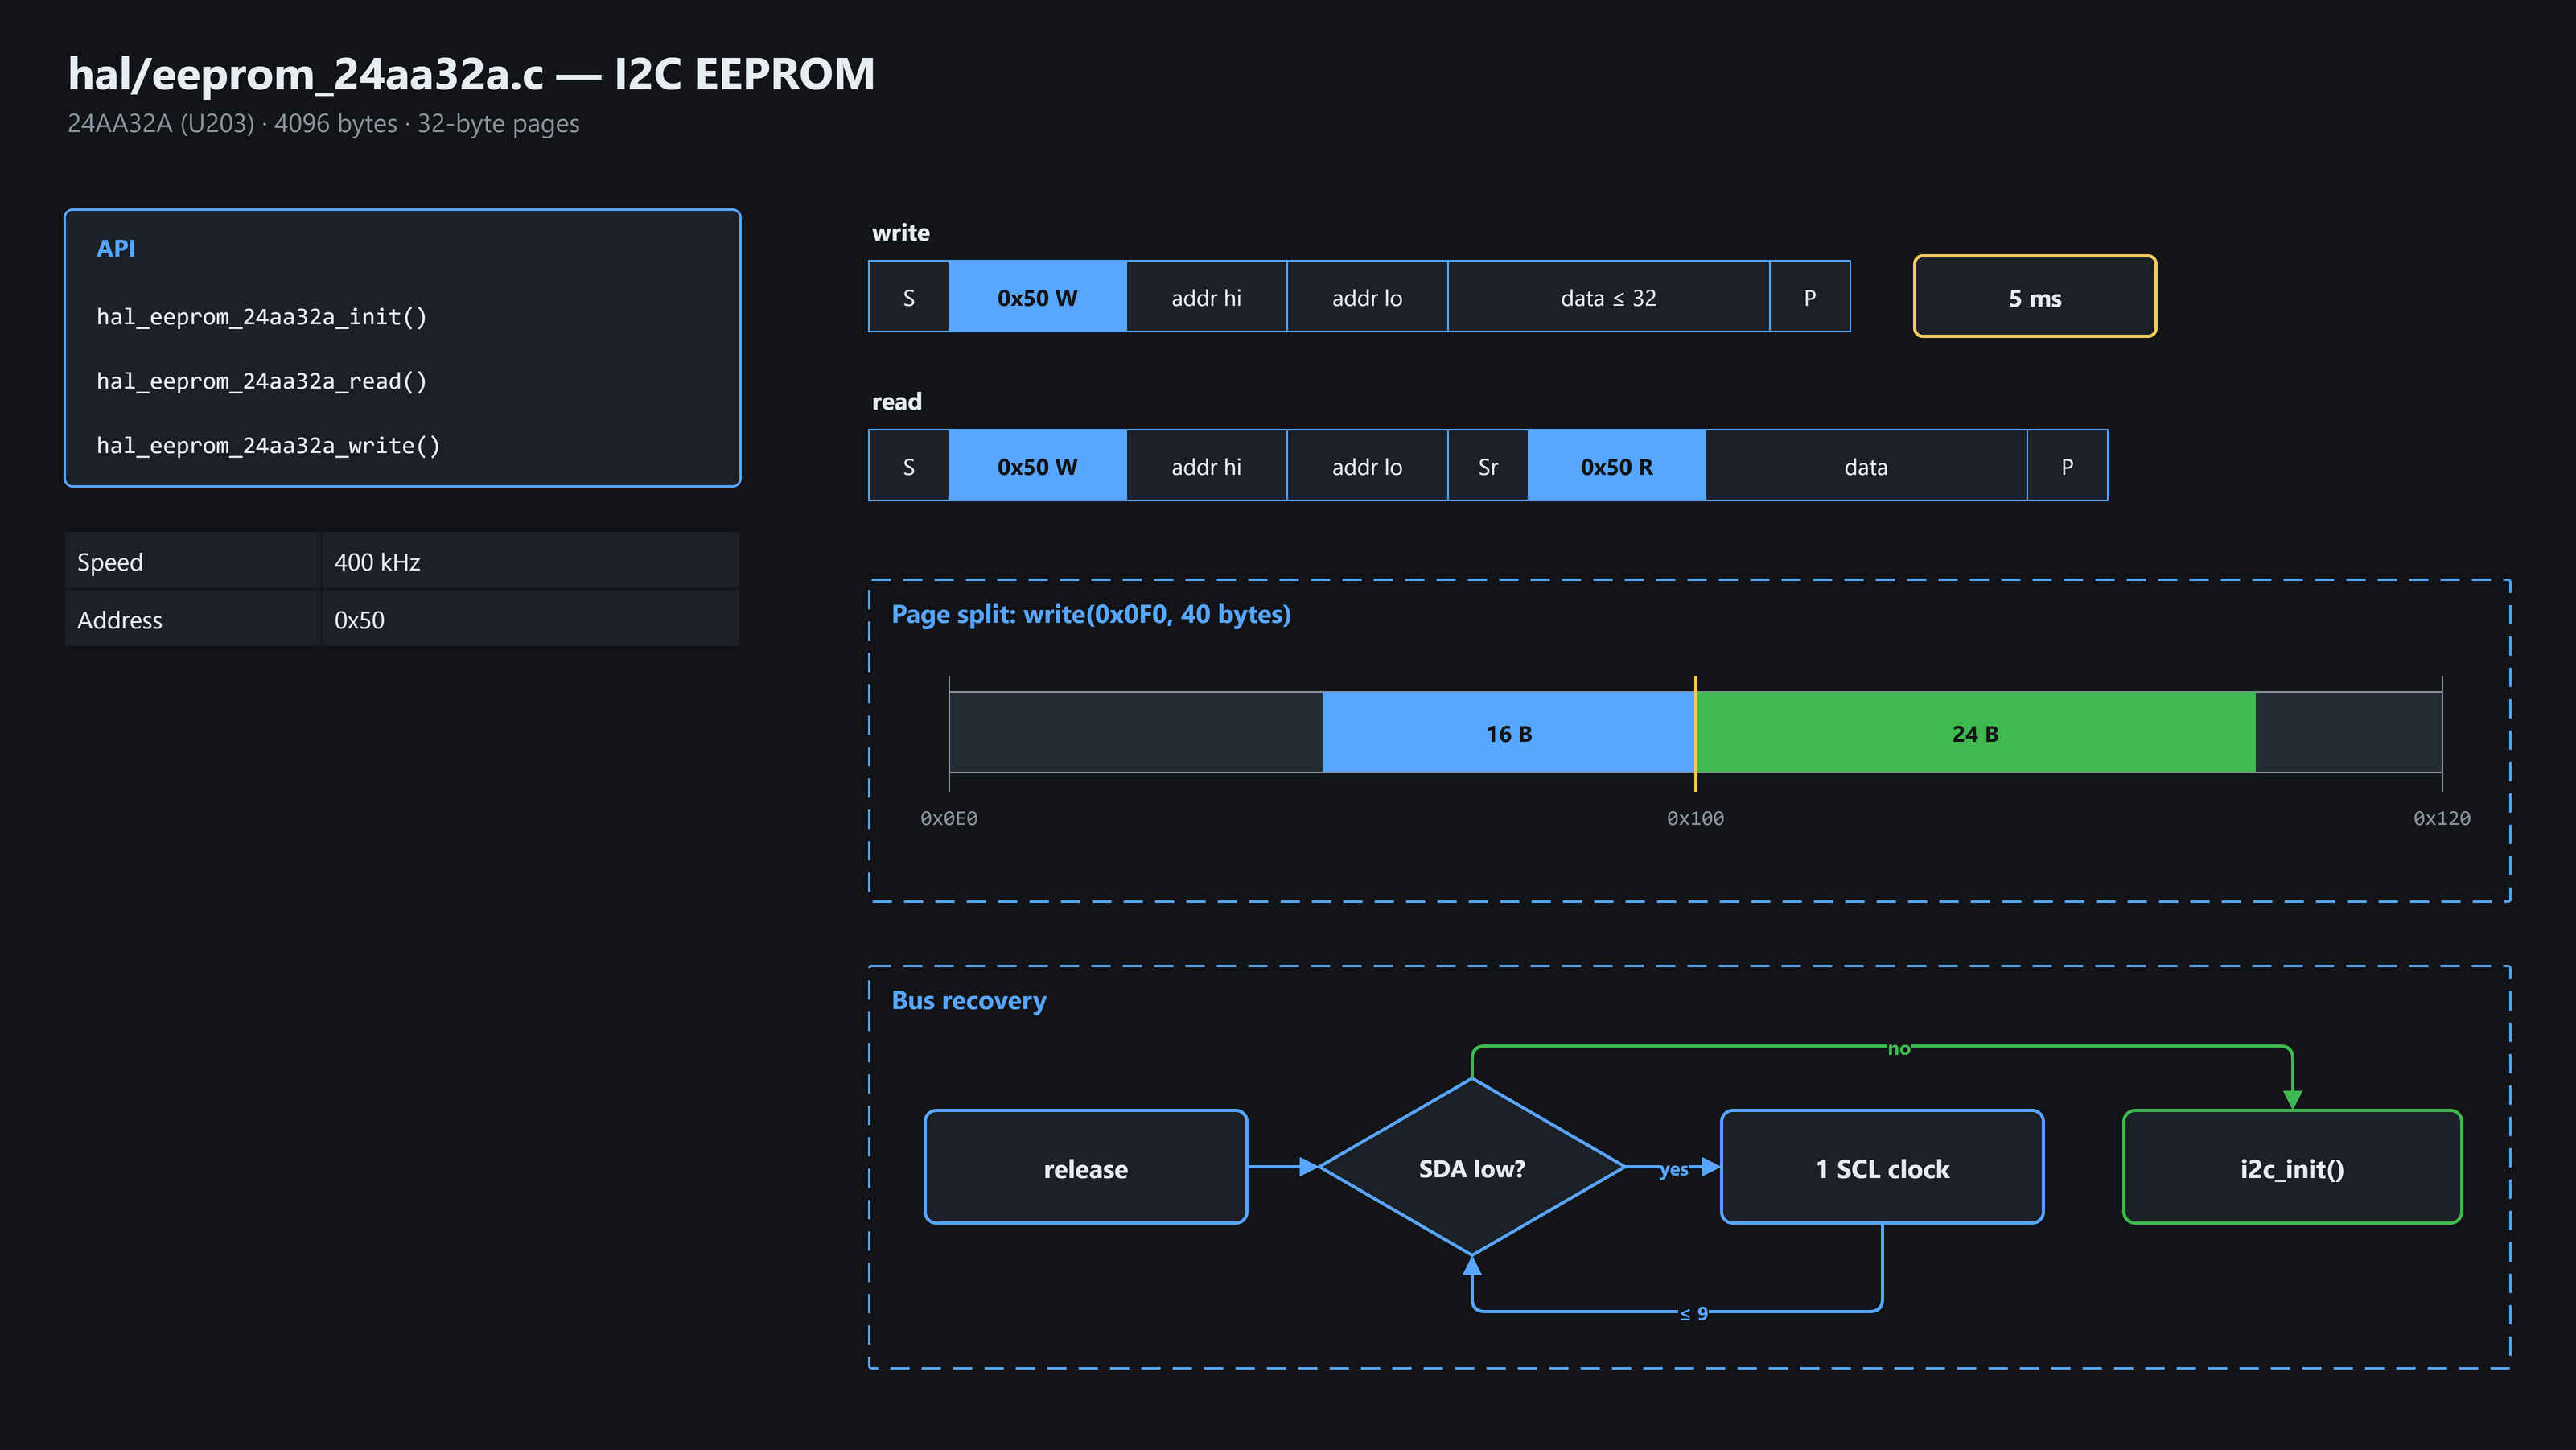 hal/eeprom_24aa32a.c — I2C EEPROM
24AA32A (U203) · 4096 bytes · 32-byte pages
API
hal_eeprom_24aa32a_init()
hal_eeprom_24aa32a_read()
hal_eeprom_24aa32a_write()
Speed 400 kHz
Address 0x50
write
S 0x50 W addr hi addr lo data ≤ 32 P 5 ms
read
S 0x50 W addr hi addr lo Sr 0x50 R data P
Page split: write(0x0F0, 40 bytes)
16 B 24 B
0x0E0 0x100 0x120
Bus recovery
no
release SDA low? yes 1 SCL clock i2c_init()
≤ 9